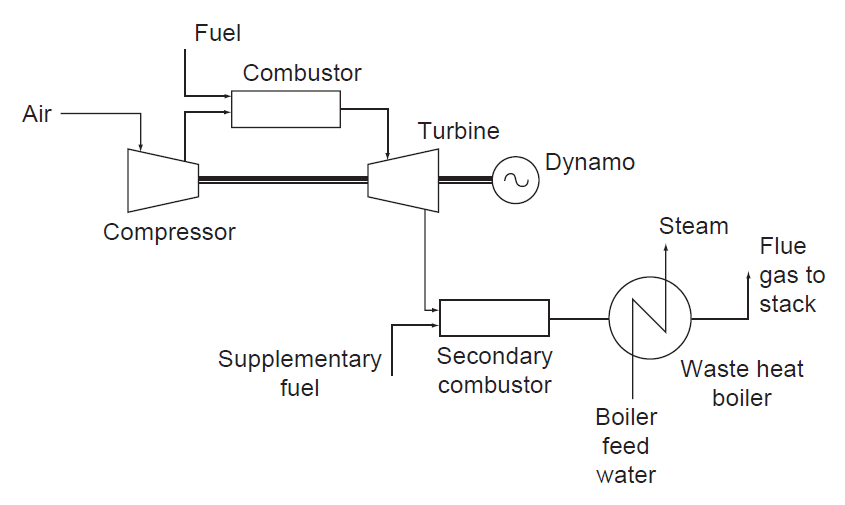 Fuel
Combustor
Air
Turbine
Dynamo
Compressor
Steam
Flue
gas to
stack
Supplementary
fuel
Secondary
combustor
Waste heat
boiler
Boiler
feed
water